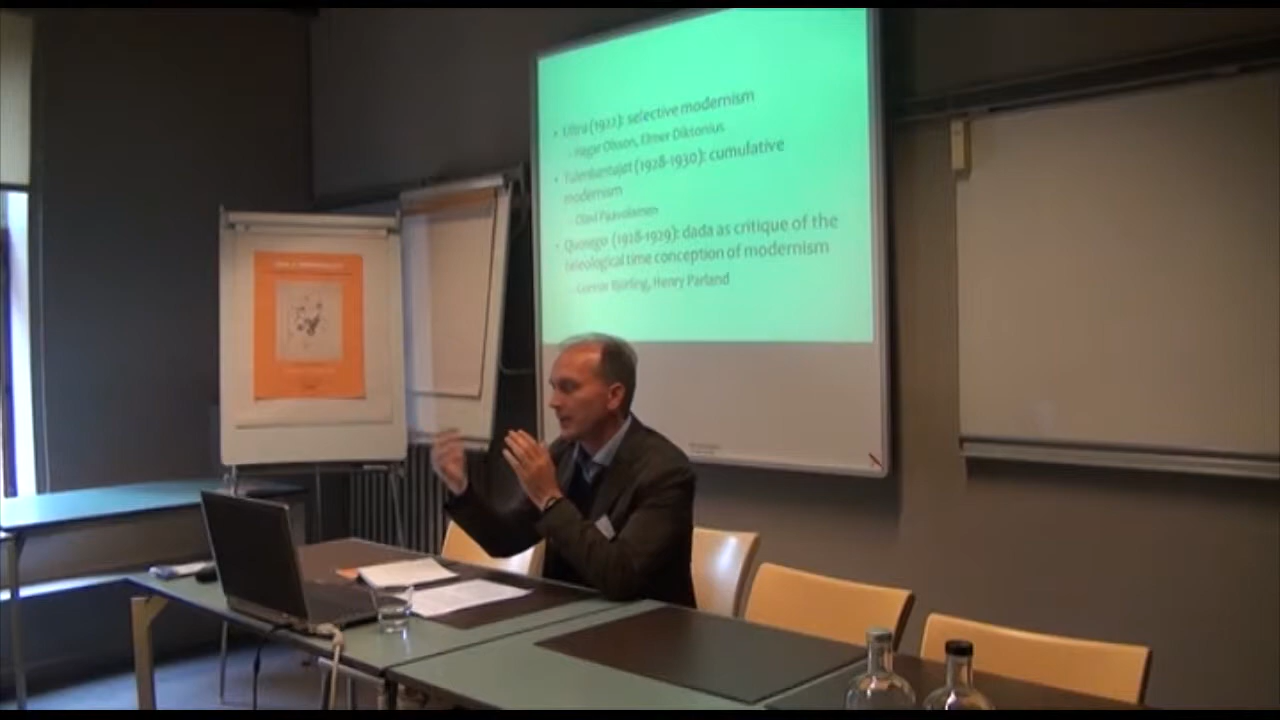 • Ultra (1922): selective modernism
- Hagar Olsson, Elmer Diktonius
• Tulenkantajat (1928-1930): cumulative
modernism
- Olavi Paavolainen
• Quosego (1928-1929): dada as critique of the
teleological time conception of modernism
- Gunnar Björling, Henry Parland